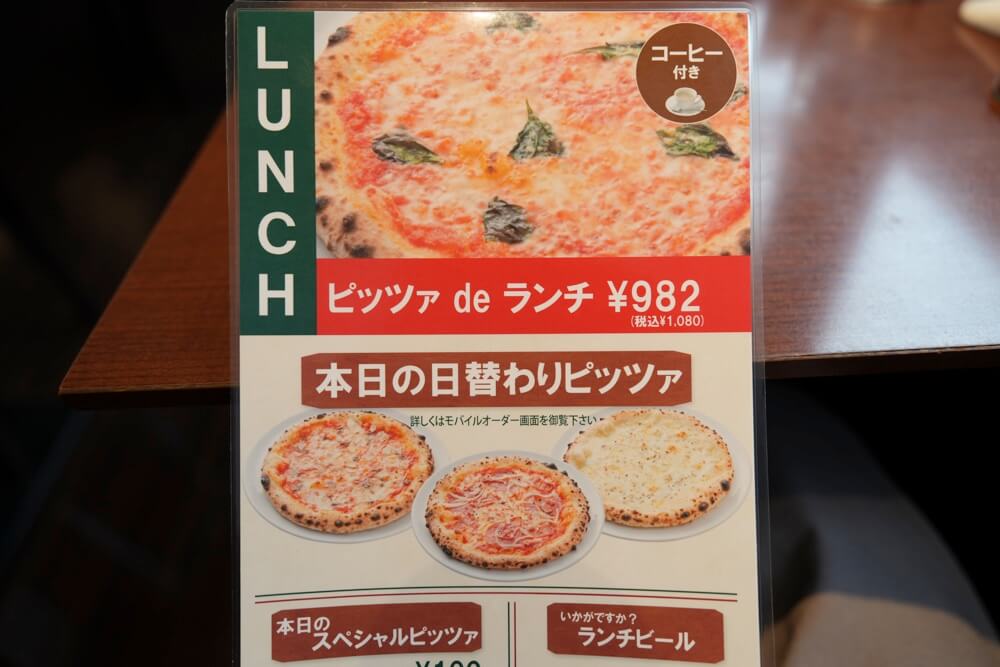 LUNCH
コーヒー
付き
ピッツァ de ランチ ¥982
(税込¥1,080)
本日の日替わりピッツァ
詳しくはモバイルオーダー画面を御覧下さい
本日の
スペシャルピッツァ
いかがですか?
ランチビール